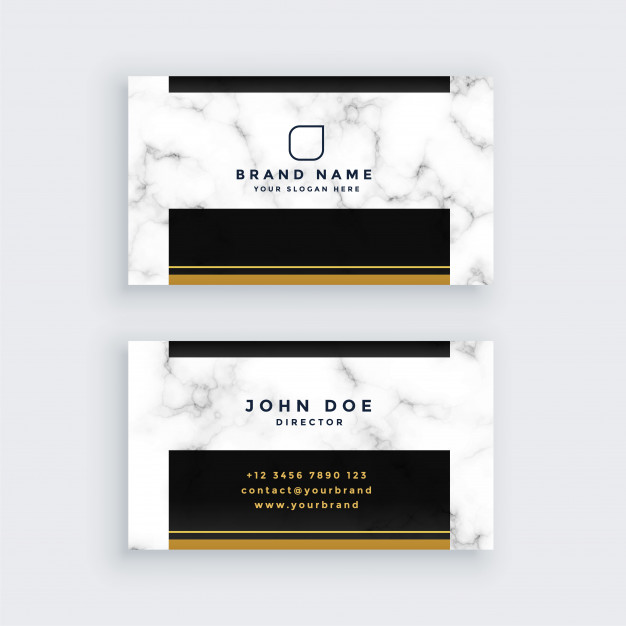 BRAND NAME
YOUR SLOGAN HERE
JOHN DOE
DIRECTOR
+12 3456 7890 123
contact@yourbrand
www.yourbrand